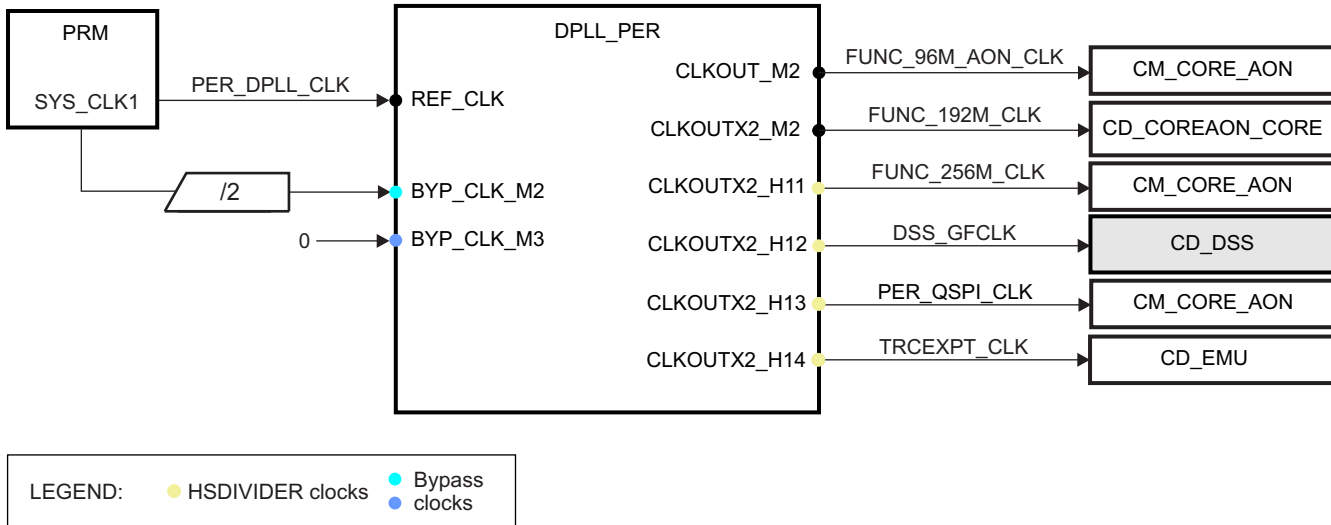 PRM
SYS_CLK1
PER_DPLL_CLK
/2
0
DPLL_PER
REF_CLK
BYP_CLK_M2
BYP_CLK_M3
CLKOUT_M2
CLKOUTX2_M2
CLKOUTX2_H11
CLKOUTX2_H12
CLKOUTX2_H13
CLKOUTX2_H14
FUNC_96M_AON_CLK
FUNC_192M_CLK
FUNC_256M_CLK
DSS_GFCLK
PER_QSPI_CLK
TRCEXPT_CLK
CM_CORE_AON
CD_COREAON_CORE
CM_CORE_AON
CD_DSS
CM_CORE_AON
CD_EMU
LEGEND:
HSDIVIDER clocks
Bypass
clocks